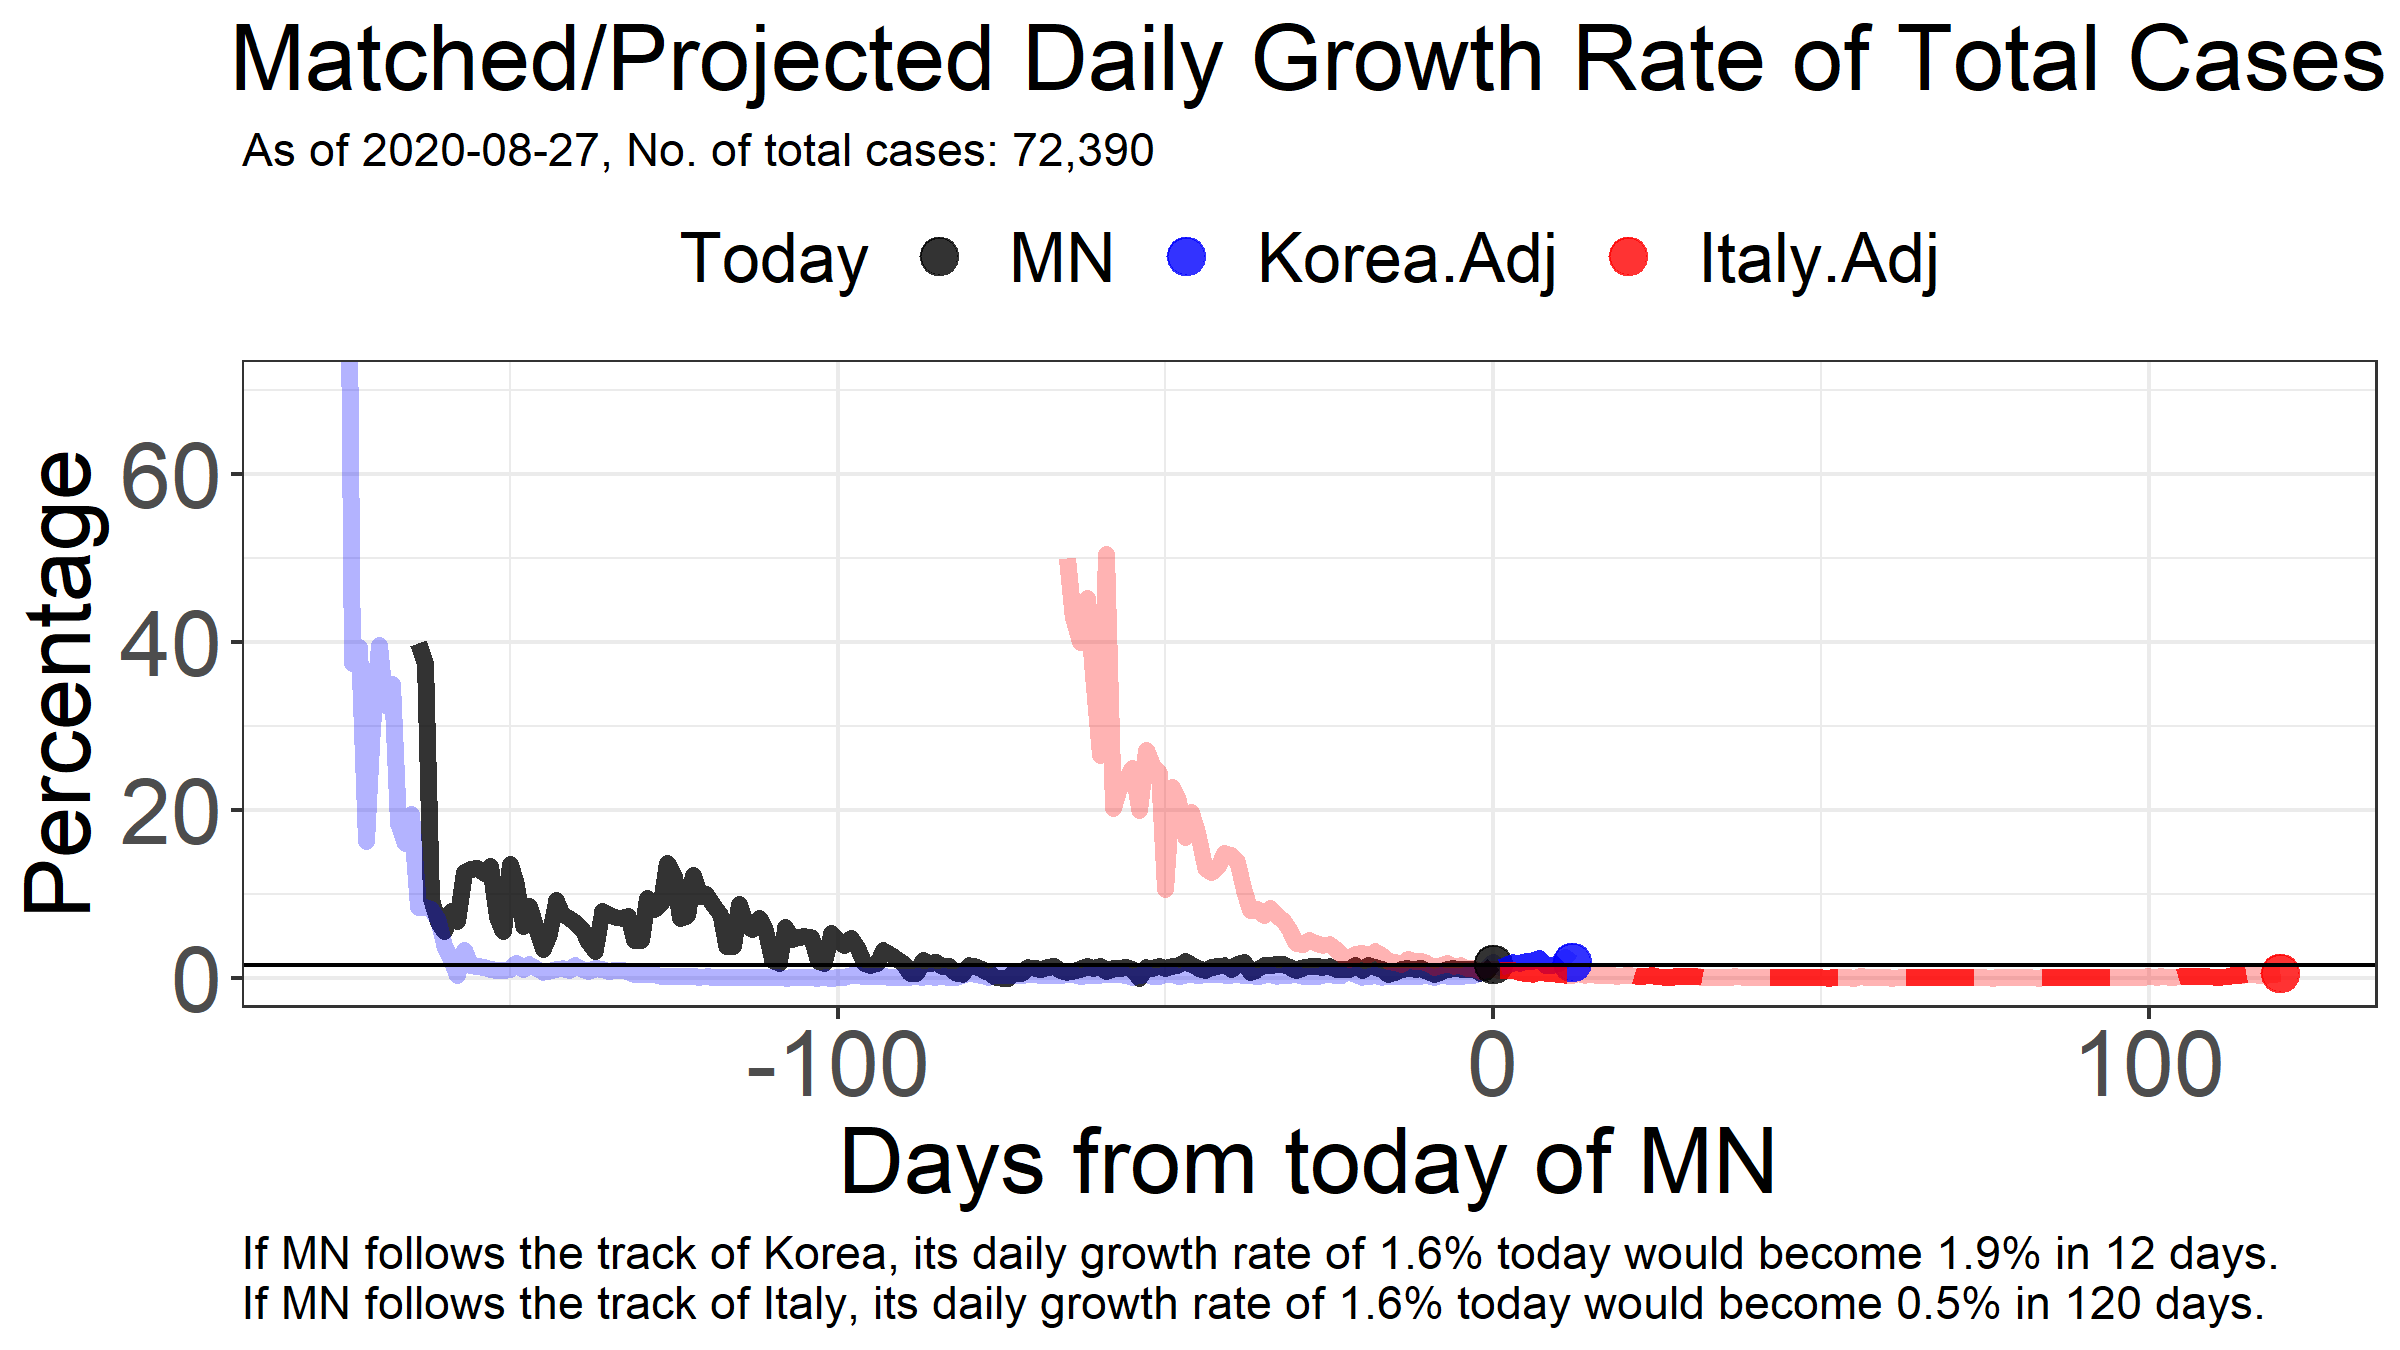 Matched/Projected Daily Growth Rate of Total Cases
As of 2020-08-27, No. of total cases: 72,390
Today MN Korea.Adj Italy.Adj
Percentage
60
40
20
0
-100 0 100
Days from today of MN
If MN follows the track of Korea, its daily growth rate of 1.6% today would become 1.9% in 12 days.
If MN follows the track of Italy, its daily growth rate of 1.6% today would become 0.5% in 120 days.